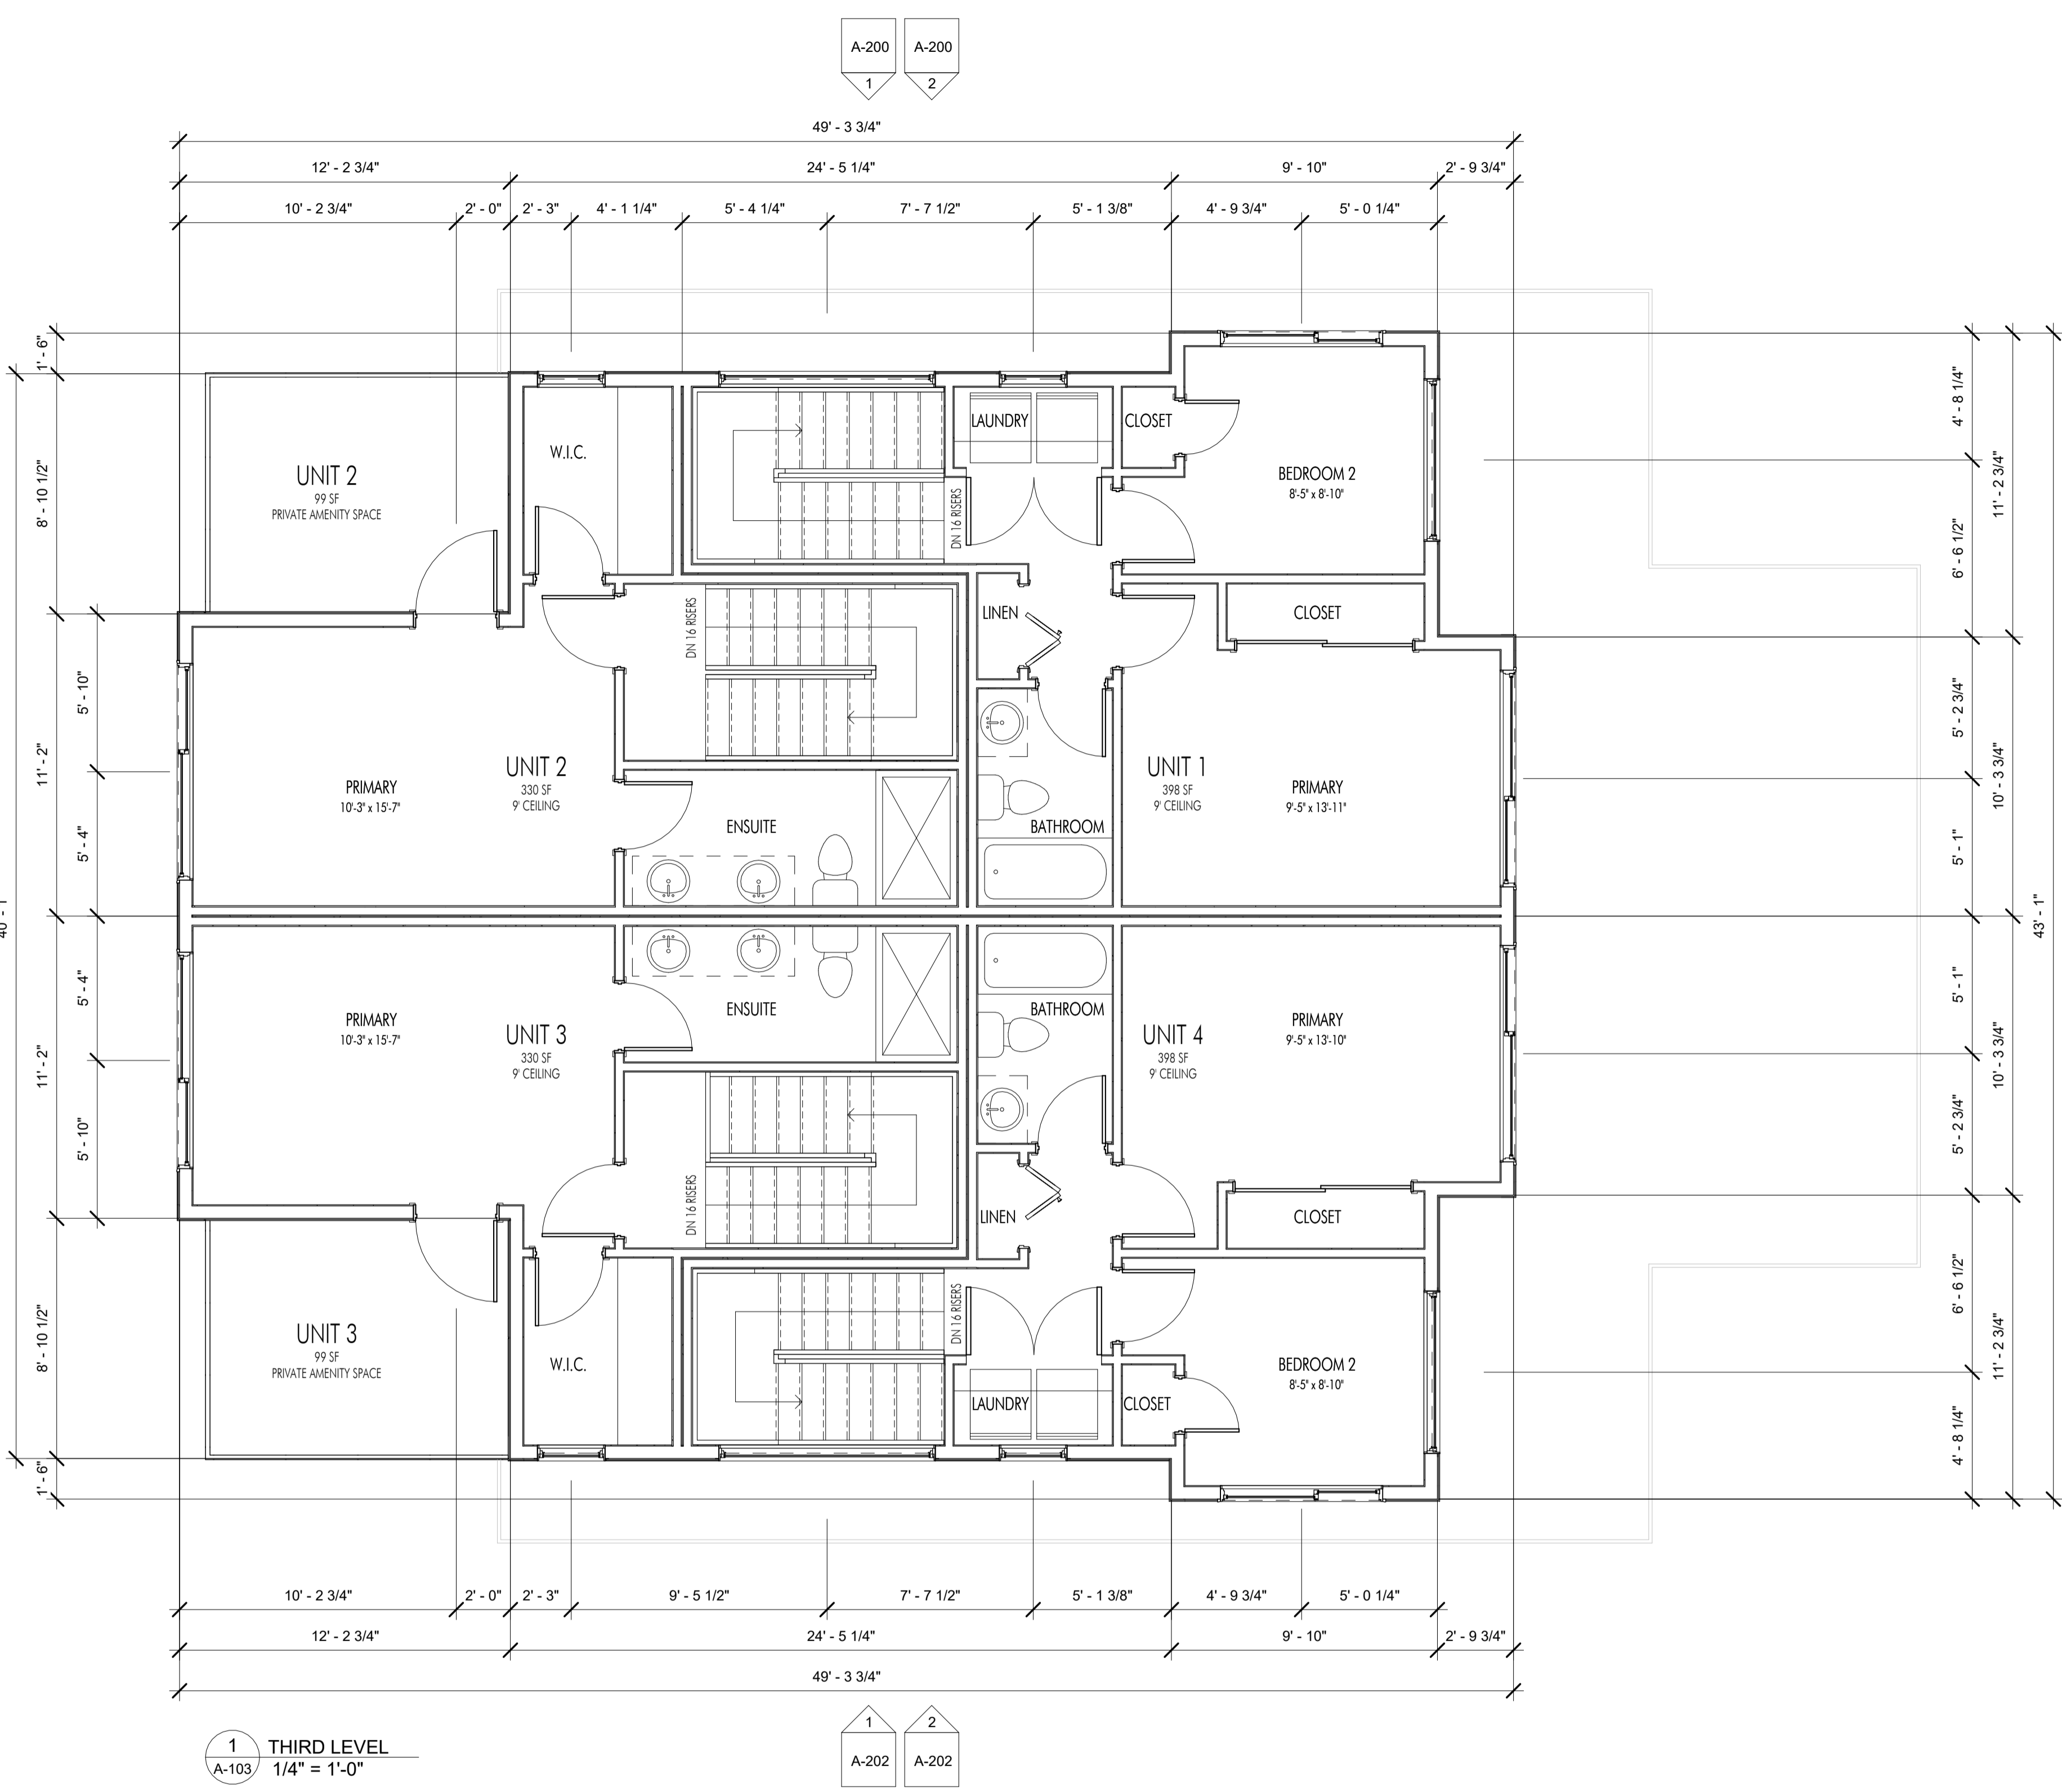 A-200 A-200
1 2
49' - 3 3/4"
12' - 2 3/4" 24' - 5 1/4" 9' - 10" 2' - 9 3/4"
10' - 2 3/4" 2' - 0" 2' - 3" 4' - 1 1/4" 5' - 4 1/4" 7' - 7 1/2" 5' - 1 3/8" 4' - 9 3/4" 5' - 0 1/4"
1' - 6"
8' - 10 1/2"
11' - 2"
11' - 2"
8' - 10 1/2"
1' - 6"
5' - 10"
5' - 4"
5' - 4"
5' - 10"
UNIT 2
99 SF
PRIVATE AMENITY SPACE
W.I.C.
DN 16 RISERS
LAUNDRY
CLOSET
BEDROOM 2
8'-5" x 8'-10"
DN 16 RISERS
LINEN
CLOSET
PRIMARY
10'-3" x 15'-7"
UNIT 2
330 SF
9' CEILING
ENSUITE
BATHROOM
UNIT 1
398 SF
9' CEILING
PRIMARY
9'-5" x 13'-11"
PRIMARY
10'-3" x 15'-7"
UNIT 3
330 SF
9' CEILING
ENSUITE
BATHROOM
UNIT 4
398 SF
9' CEILING
PRIMARY
9'-5" x 13'-10"
DN 16 RISERS
LINEN
CLOSET
UNIT 3
99 SF
PRIVATE AMENITY SPACE
W.I.C.
DN 16 RISERS
LAUNDRY
CLOSET
BEDROOM 2
8'-5" x 8'-10"
4' - 8 1/4"
6' - 6 1/2"
5' - 2 3/4"
5' - 1"
5' - 1"
5' - 2 3/4"
6' - 6 1/2"
4' - 8 1/4"
11' - 2 3/4"
10' - 3 3/4"
10' - 3 3/4"
11' - 2 3/4"
43' - 1"
10' - 2 3/4" 2' - 0" 2' - 3" 9' - 5 1/2" 7' - 7 1/2" 5' - 1 3/8" 4' - 9 3/4" 5' - 0 1/4"
12' - 2 3/4" 24' - 5 1/4" 9' - 10" 2' - 9 3/4"
49' - 3 3/4"
1 2
A-202 A-202
1 THIRD LEVEL
A-103 1/4" = 1'-0"